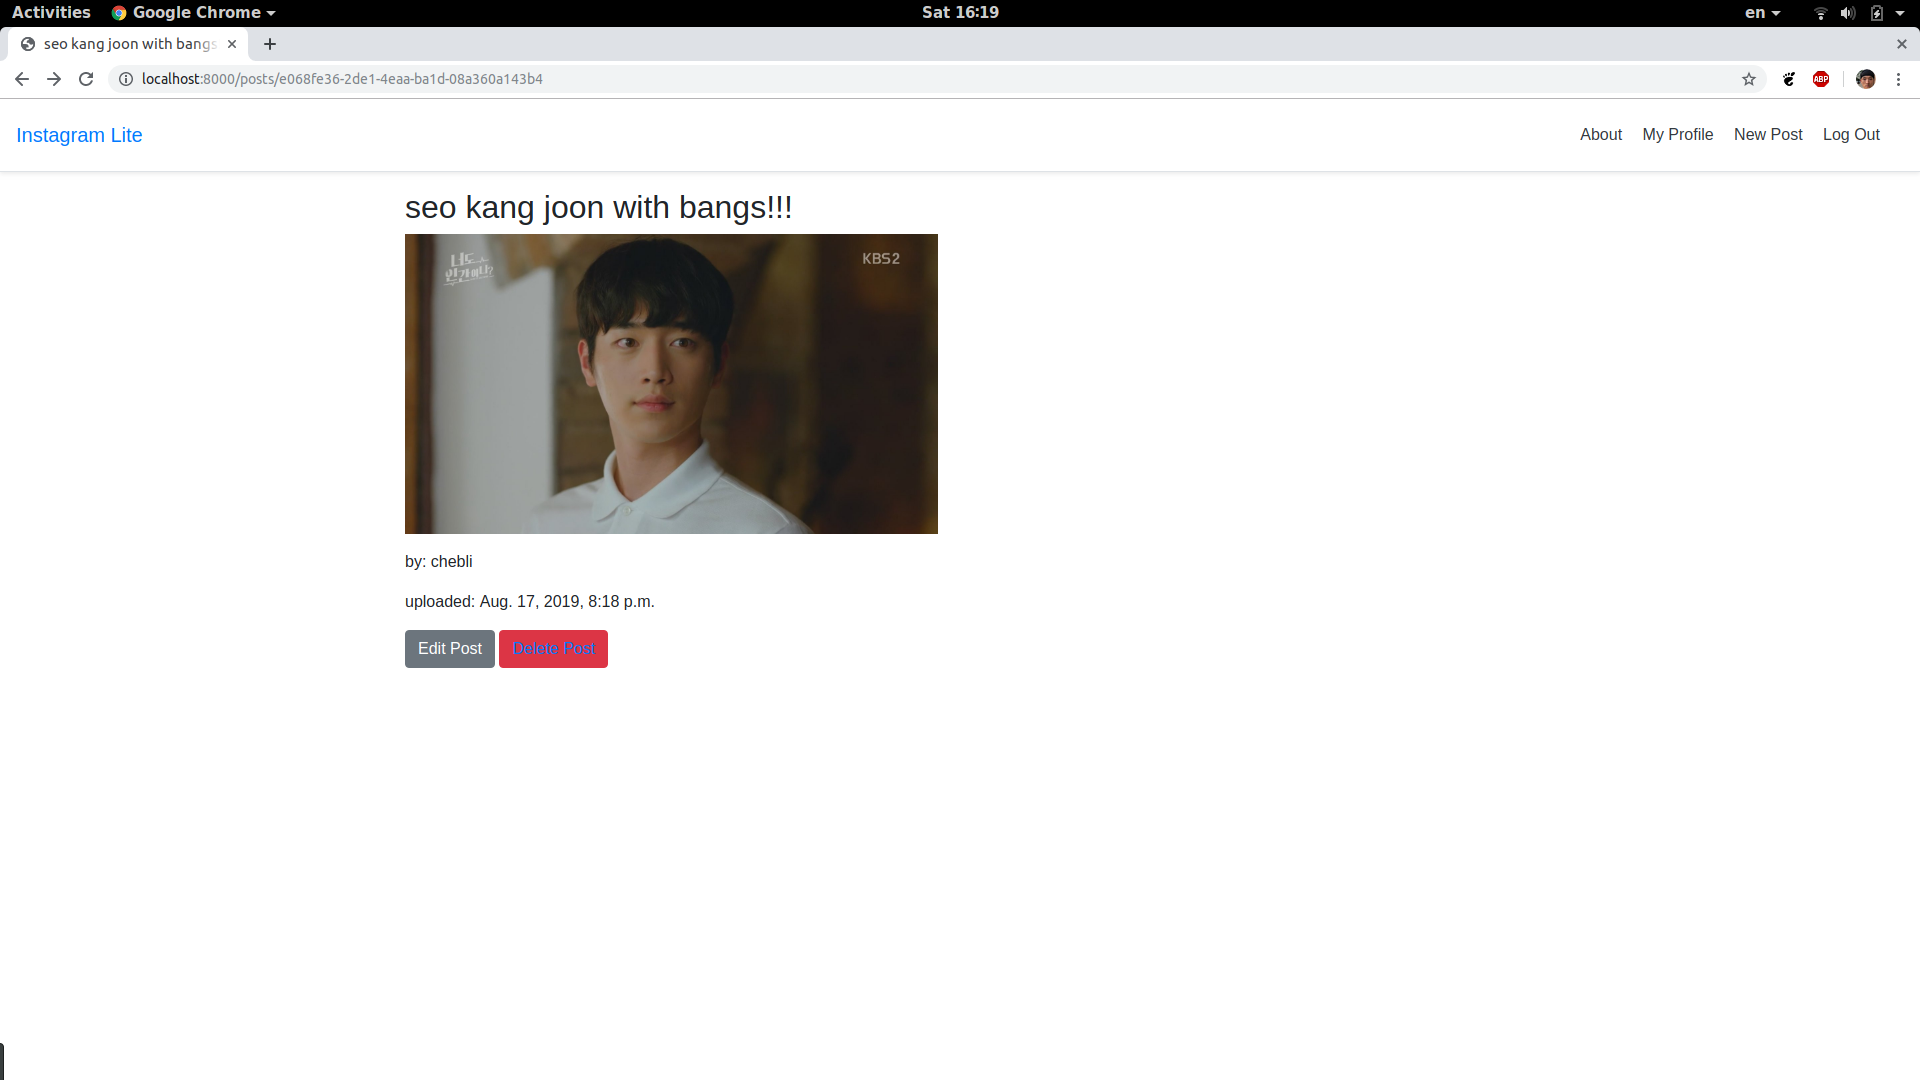 Activities Google Chrome Sat 16:19 en
seo kang joon with bangs
localhost:8000/posts/e068fe36-2de1-4eaa-ba1d-08a360a143b4 ABP
Instagram Lite About My Profile New Post Log Out
seo kang joon with bangs!!!
너도 KBS2
인간이니?
by: chebli
uploaded: Aug. 17, 2019, 8:18 p.m.
Edit Post Delete Post